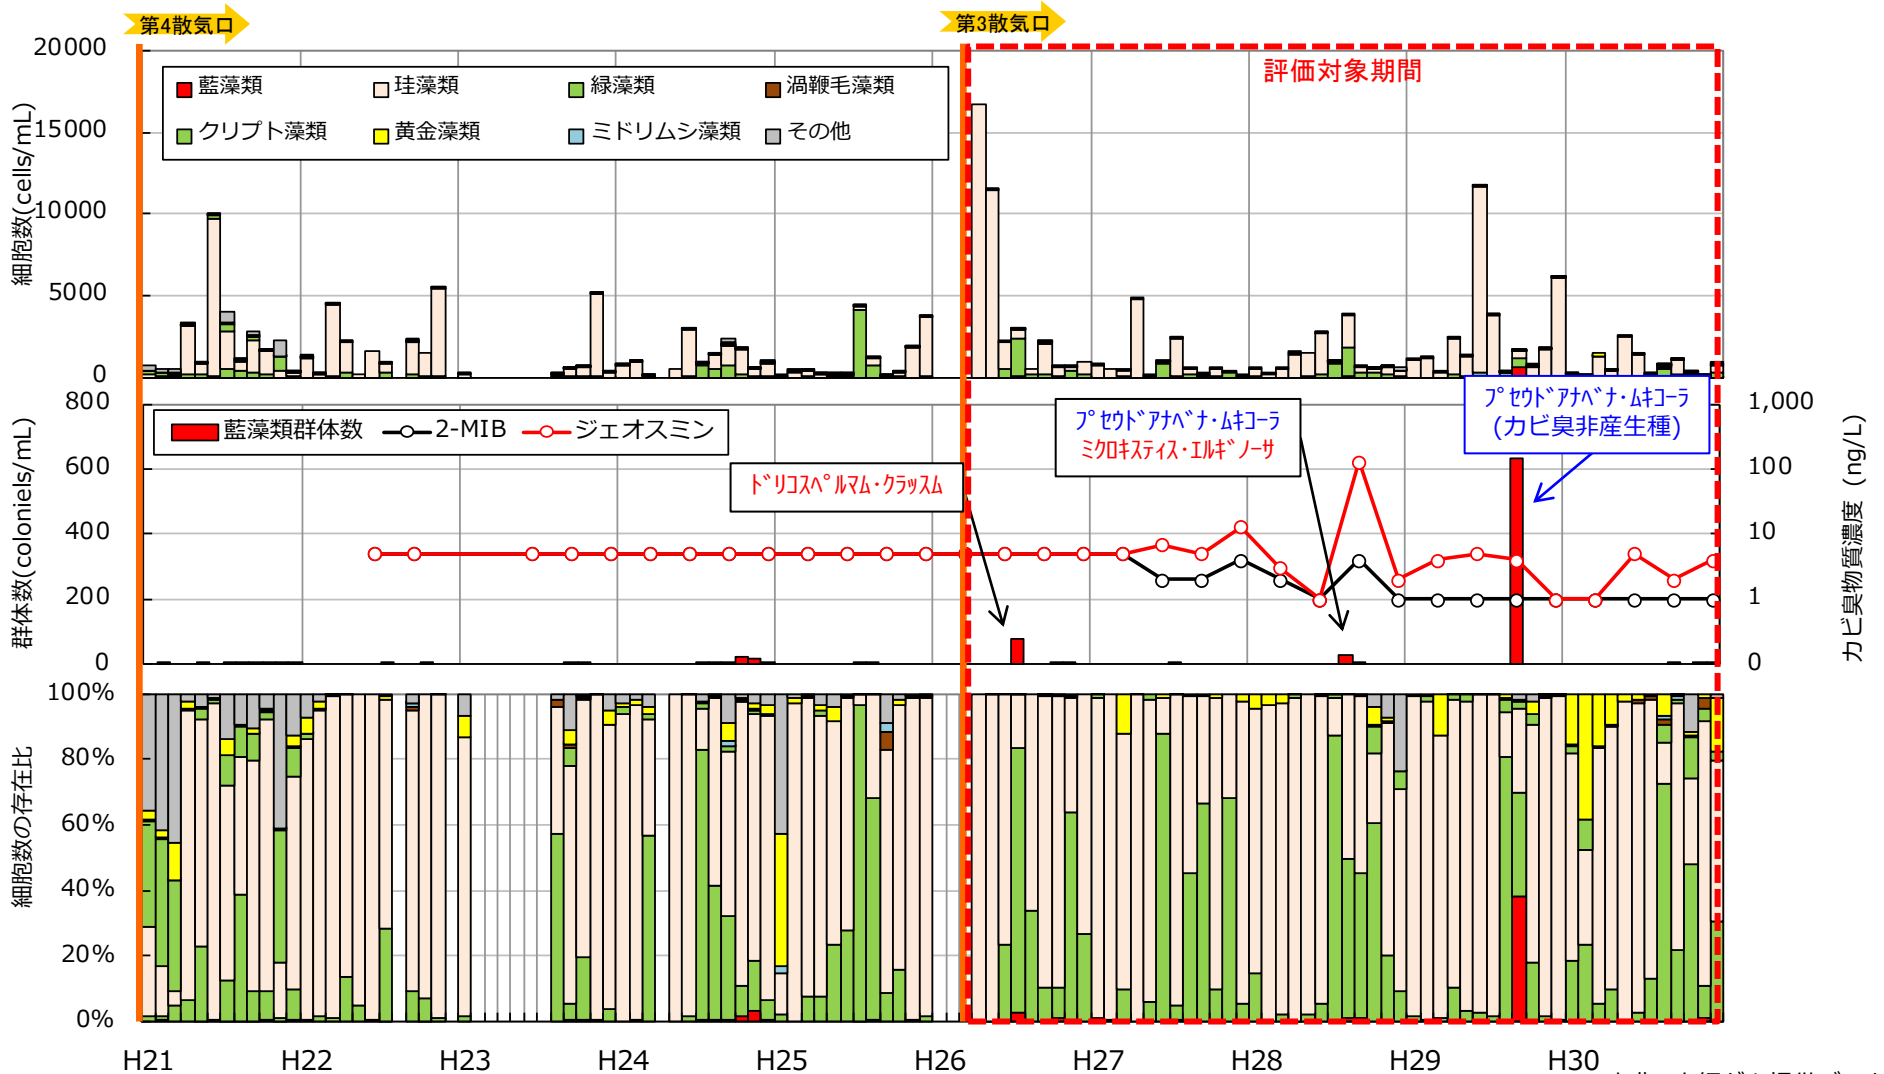 第4散気口
第3散気口
20000
15000
10000
5000
0
細胞数(cells/mL)
藍藻類
珪藻類
緑藻類
渦鞭毛藻類
クリプト藻類
黄金藻類
ミドリムシ藻類
その他
評価対象期間
800
600
400
200
0
群体数(coloniels/mL)
藍藻類群体数
2-MIB
ジェオスミン
ﾄﾞﾘｺｽﾍﾟﾙﾏﾑ・ｸﾗｯｽﾑ
ﾌﾟｾｳﾄﾞｱﾅﾍﾞﾅ・ﾑｷｺｰﾗ
ﾐｸﾛｷｽﾃｨｽ・ｴﾙｷﾞﾉｰｻ
ﾌﾟｾｳﾄﾞｱﾅﾍﾞﾅ・ﾑｷｺｰﾗ
(カビ臭非産生種)
1,000
100
10
1
0
カビ臭物質濃度 (ng/L)
100%
80%
60%
40%
20%
0%
細胞数の存在比
H21
H22
H23
H24
H25
H26
H27
H28
H29
H30